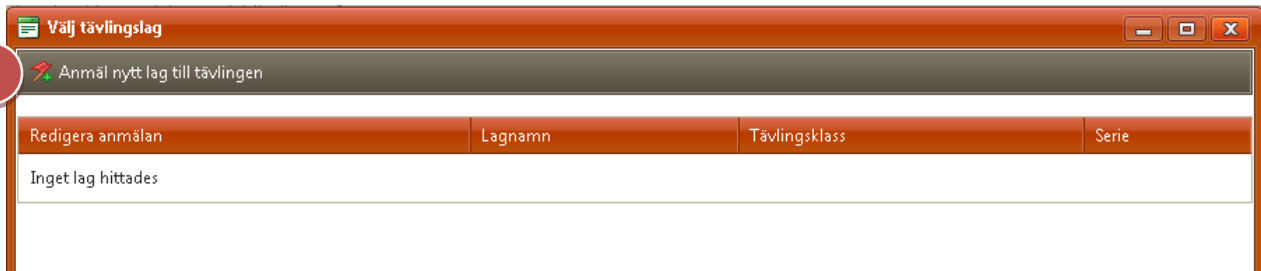 Välj tävlingslag
Anmäl nytt lag till tävlingen
Redigera anmälan Lagnamn Tävlingsklass Serie
Inget lag hittades